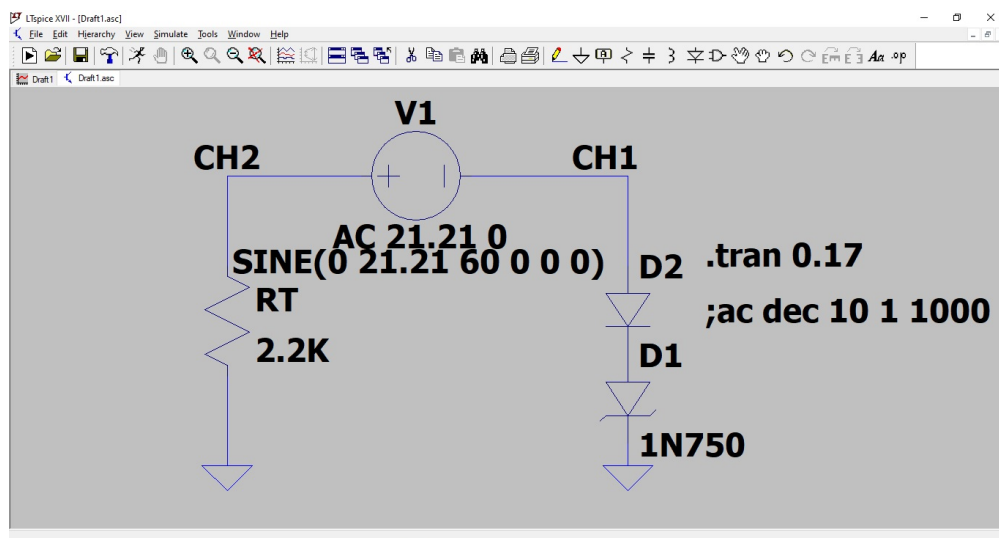 LTspice XVII - [Draft1.asc]
File Edit Hierarchy View Simulate Tools Window Help
Aa .op
Draft1 Draft1.asc
V1
CH2 CH1
AC 21.21 0
SINE(0 21.21 60 0 0 0)
D2 .tran 0.17
RT ;ac dec 10 1 1000
2.2K D1
1N750